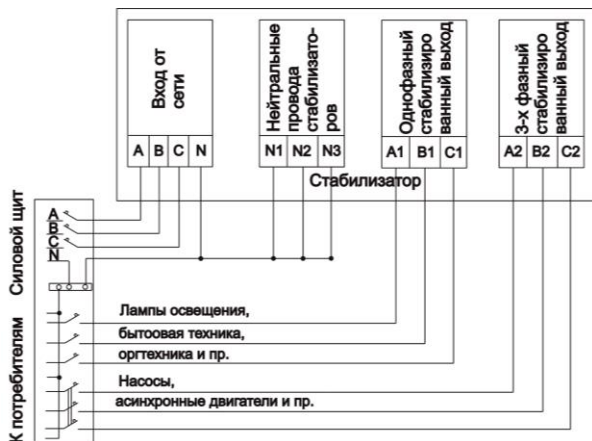 Вход от
сети
A B C N
Нейтральные
провода
стабилизато-
ров
N1 N2 N3
Однофазный
стабилизиро
ванный выход
A1 B1 C1
3-х фазный
стабилизиро
ванный выход
A2 B2 C2
Стабилизатор
Силовой щит
A
B
C
N
К потребителям
Лампы освещения,
бытоовая техника,
оргтехника и пр.
Насосы,
асинхронные двигатели и пр.